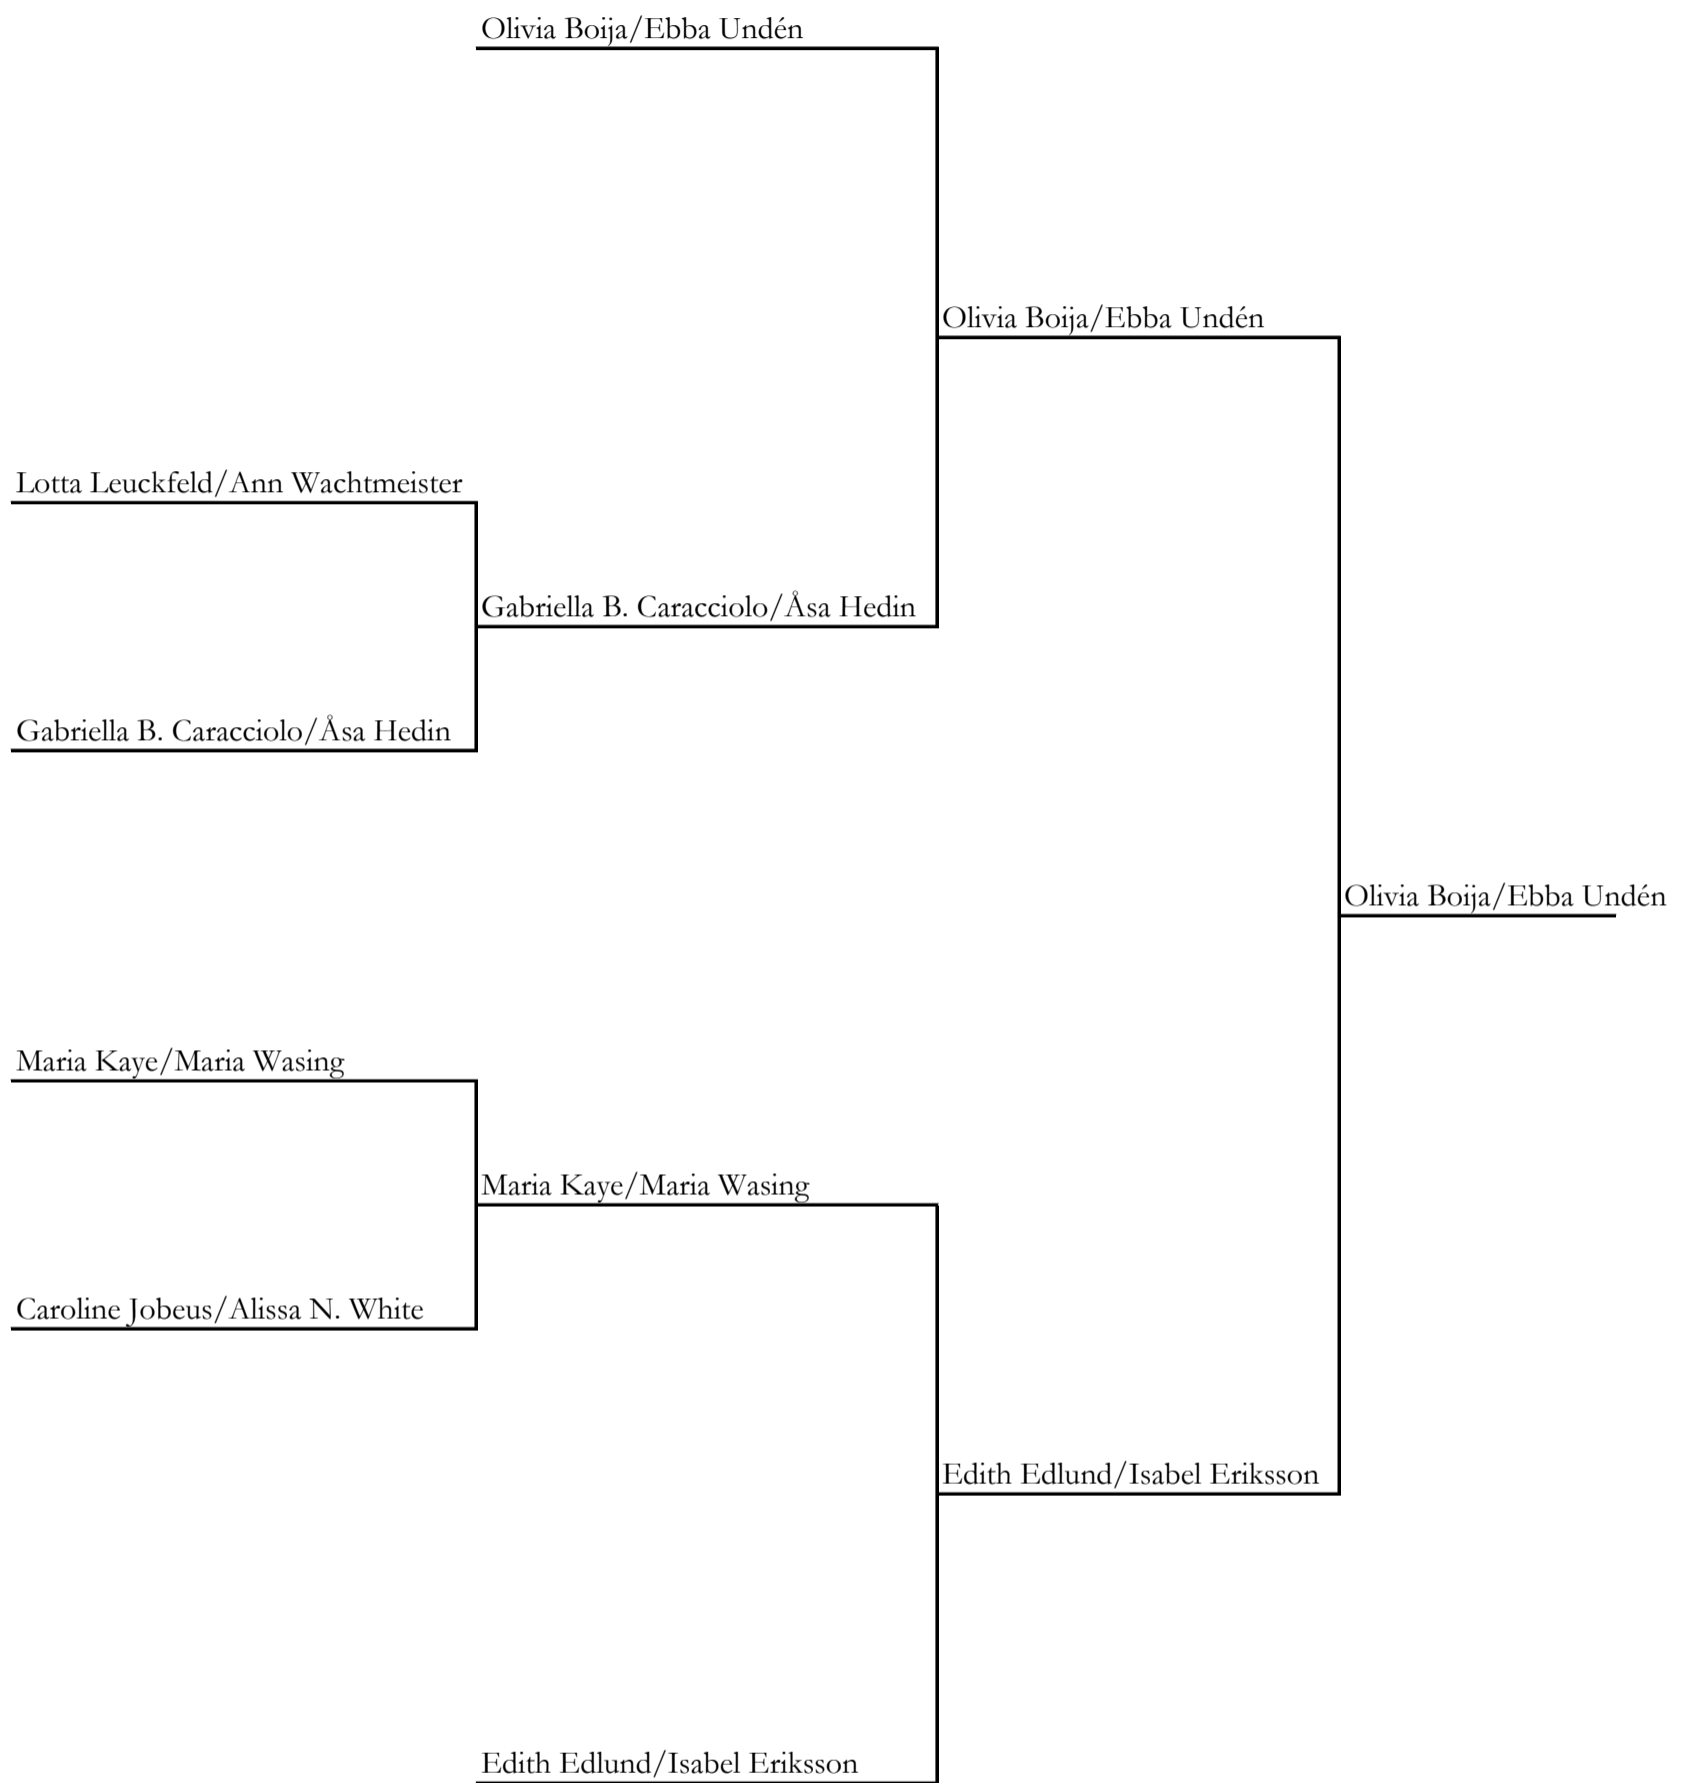 Olivia Boija/Ebba Undén
Olivia Boija/Ebba Undén
Lotta Leuckfeld/Ann Wachtmeister
Gabriella B. Caracciolo/Åsa Hedin
Gabriella B. Caracciolo/Åsa Hedin
Olivia Boija/Ebba Undén
Maria Kaye/Maria Wasing
Maria Kaye/Maria Wasing
Caroline Jobeus/Alissa N. White
Edith Edlund/Isabel Eriksson
Edith Edlund/Isabel Eriksson